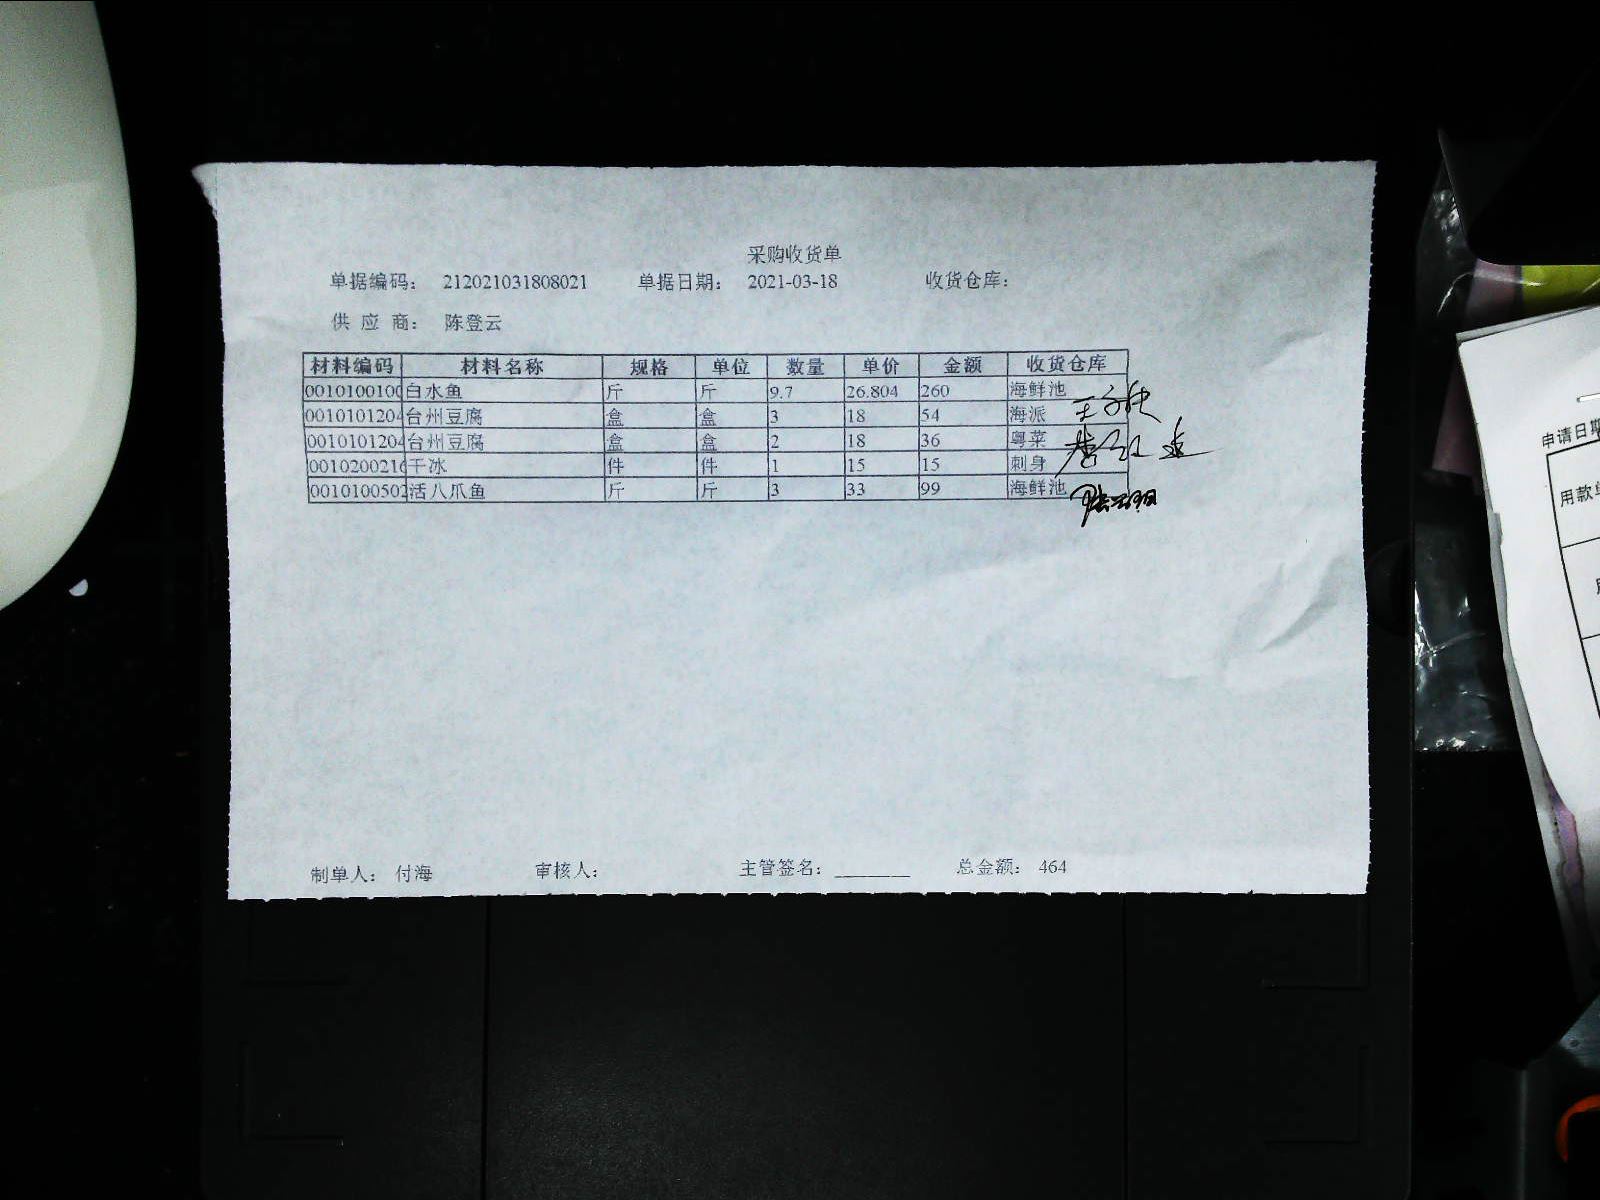 采购收货单
单据编码： 212021031808021 单据日期： 2021-03-18 收货仓库：
供 应 商： 陈登云
材料编码 材料名称 规格 单位 数量 单价 金额 收货仓库
0010100100 白水鱼 斤 斤 9.7 26.804 260 海鲜池
0010101204 台州豆腐 盒 盒 3 18 54 海派
0010101204 台州豆腐 盒 盒 2 18 36 粤菜
0010200216 干冰 件 件 1 15 15 刺身
0010100502 活八爪鱼 斤 斤 3 33 99 海鲜池
制单人： 付海 审核人： 主管签名： ________ 总金额： 464
申请日期
用款单